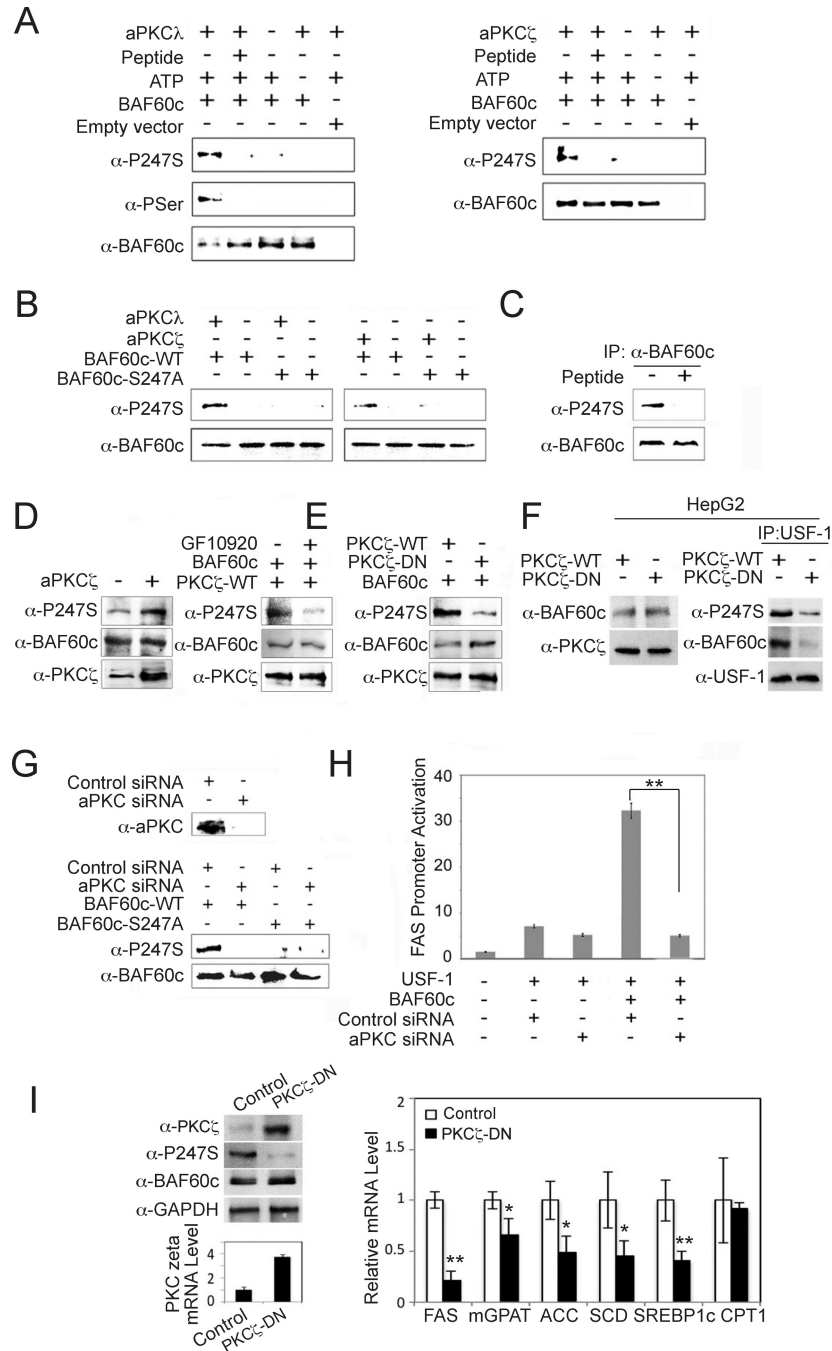 A
aPKCλ + + - + +
Peptide - + - - -
ATP + + + - +
BAF60c + + + + -
Empty vector - - - - +
α-P247S
α-PSer
α-BAF60c
aPKCζ + + - + +
Peptide - + - - -
ATP + + + - +
BAF60c + + + + -
Empty vector - - - - +
α-P247S
α-BAF60c
B
aPKCλ + - + - - - - -
aPKCζ - - - - + - + -
BAF60c-WT + + - - + + - -
BAF60c-S247A - - + + - - + +
α-P247S
α-BAF60c
C
IP: α-BAF60c
Peptide - +
α-P247S
α-BAF60c
D
aPKCζ - +
α-P247S
α-BAF60c
α-PKCζ
GF10920 - +
BAF60c + +
PKCζ-WT + +
α-P247S
α-BAF60c
α-PKCζ
E
PKCζ-WT + -
PKCζ-DN - +
BAF60c + +
α-P247S
α-BAF60c
α-PKCζ
F
HepG2
PKCζ-WT + -
PKCζ-DN - +
α-BAF60c
α-PKCζ
IP:USF-1
PKCζ-WT + -
PKCζ-DN - +
α-P247S
α-BAF60c
α-USF-1
G
Control siRNA + -
aPKC siRNA - +
α-aPKC
Control siRNA + - + -
aPKC siRNA - + - +
BAF60c-WT + + - -
BAF60c-S247A - - + +
α-P247S
α-BAF60c
H
FAS Promoter Activation
40
30
20
10
0
**
USF-1 - + + + +
BAF60c - - - + +
Control siRNA - + - + -
aPKC siRNA - - + - +
I
Control PKCζ-DN
α-PKCζ
α-P247S
α-BAF60c
α-GAPDH
PKC zeta
mRNA Level
4
2
0
Control PKCζ-DN
Relative mRNA Level
2
1.5
1
0.5
0
Control
PKCζ-DN
** * * * **
FAS mGPAT ACC SCD SREBP1c CPT1